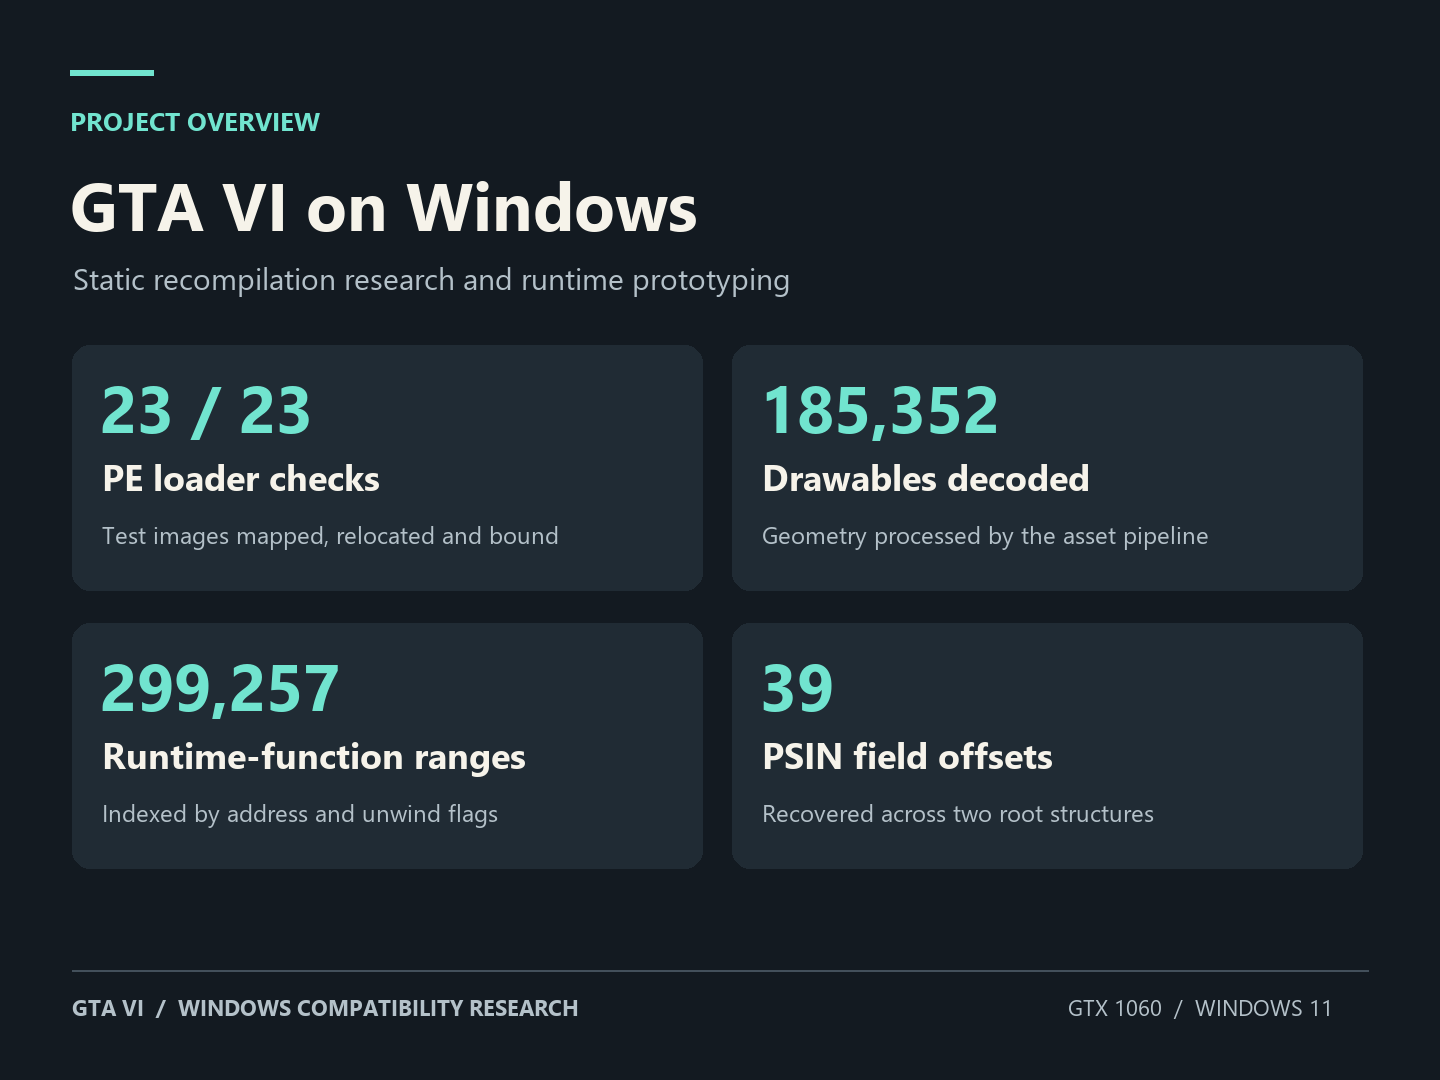 PROJECT OVERVIEW
GTA VI on Windows
Static recompilation research and runtime prototyping
23 / 23
PE loader checks
Test images mapped, relocated and bound
185,352
Drawables decoded
Geometry processed by the asset pipeline
299,257
Runtime-function ranges
Indexed by address and unwind flags
39
PSIN field offsets
Recovered across two root structures
GTA VI / WINDOWS COMPATIBILITY RESEARCH
GTX 1060 / WINDOWS 11